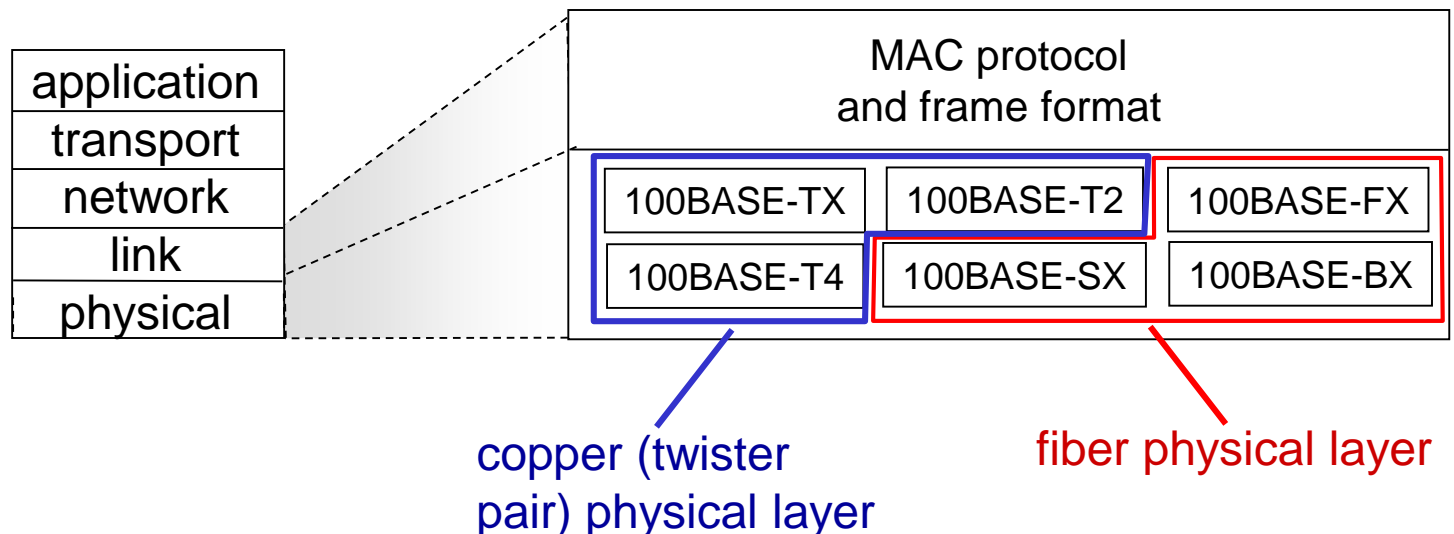 application
transport
network
link
physical
MAC protocol
and frame format
100BASE-TX
100BASE-T2
100BASE-FX
100BASE-T4
100BASE-SX
100BASE-BX
copper (twister
pair) physical layer
fiber physical layer